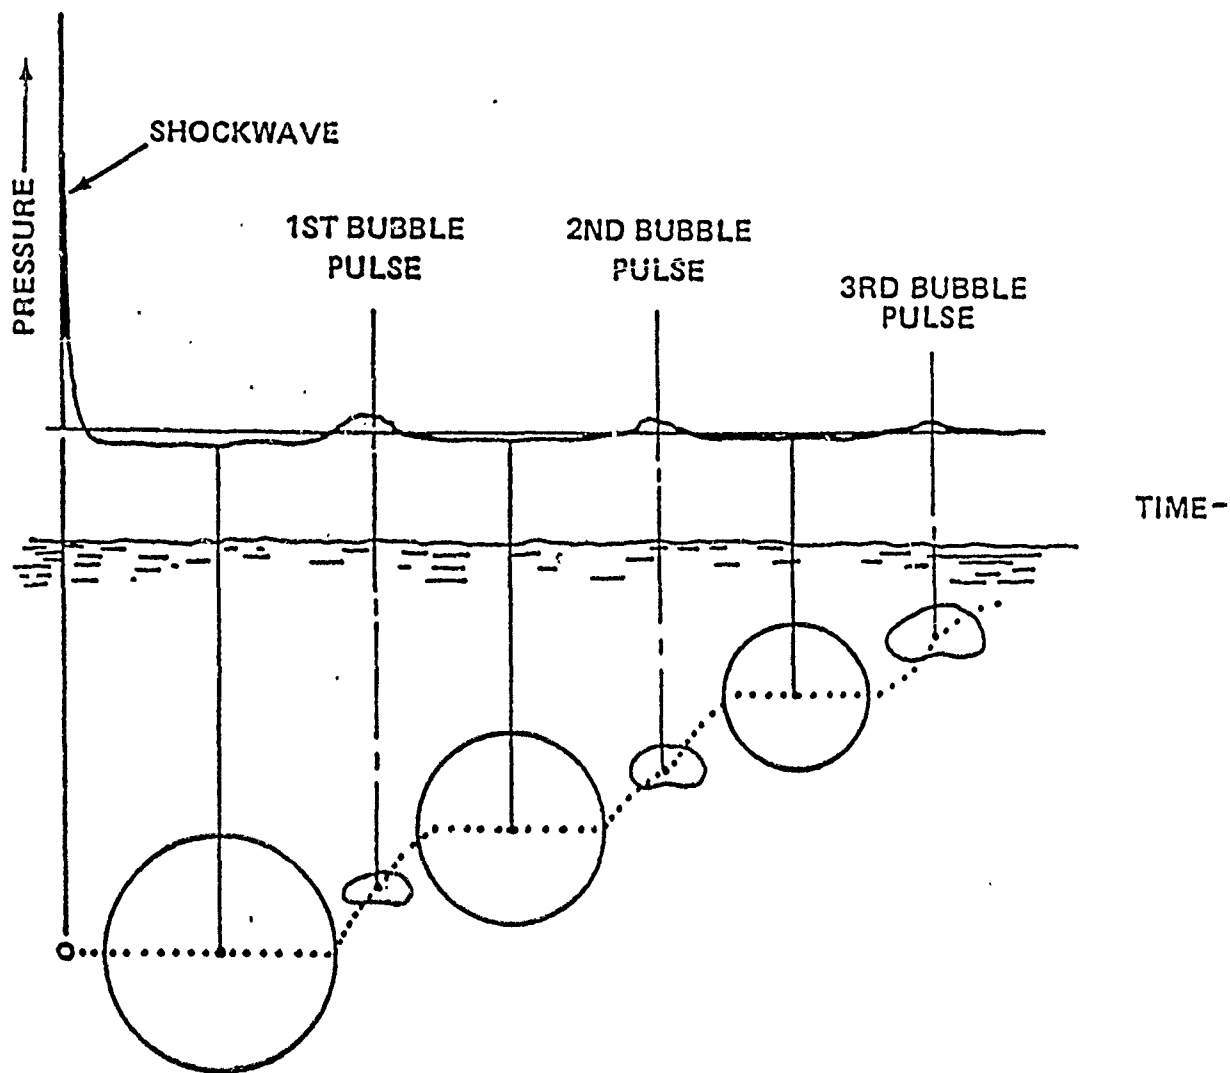 PRESSURE
SHOCKWAVE
1ST BUBBLE
PULSE
2ND BUBBLE
PULSE
3RD BUBBLE
PULSE
TIME